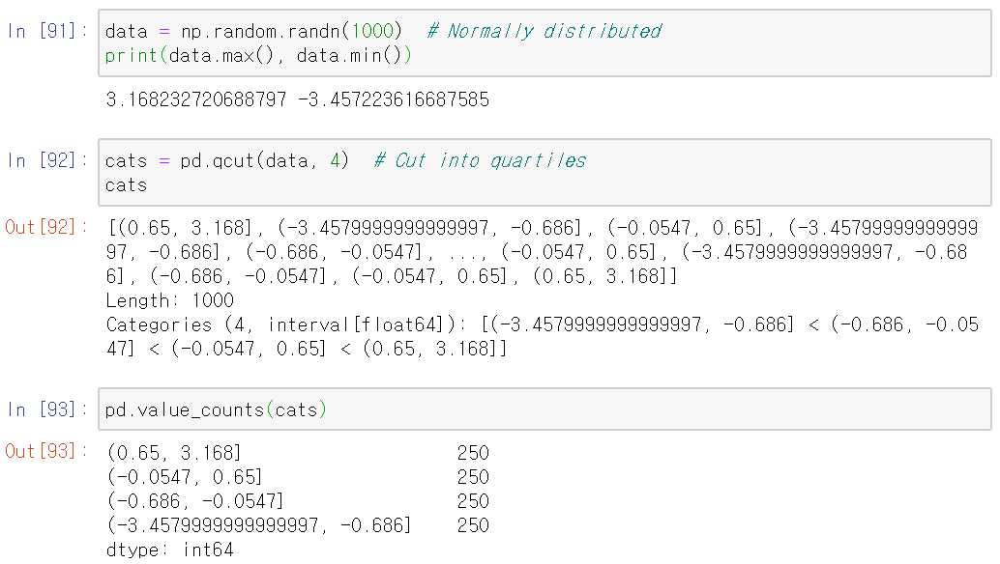 In [91]: data = np.random.randn(1000)  # Normally distributed
print(data.max(), data.min())
3.168232720688797 -3.457223616687585
In [92]: cats = pd.qcut(data, 4)  # Cut into quartiles
cats
Out[92]: [(0.65, 3.168], (-3.4579999999999997, -0.686], (-0.0547, 0.65], (-3.45799999999999
97, -0.686], (-0.686, -0.0547], ..., (-0.0547, 0.65], (-3.4579999999999997, -0.68
6], (-0.686, -0.0547], (-0.0547, 0.65], (0.65, 3.168]]
Length: 1000
Categories (4, interval[float64]): [(-3.4579999999999997, -0.686] < (-0.686, -0.05
47] < (-0.0547, 0.65] < (0.65, 3.168]]
In [93]: pd.value_counts(cats)
Out[93]: (0.65, 3.168]    250
(-0.0547, 0.65]    250
(-0.686, -0.0547]    250
(-3.4579999999999997, -0.686]    250
dtype: int64